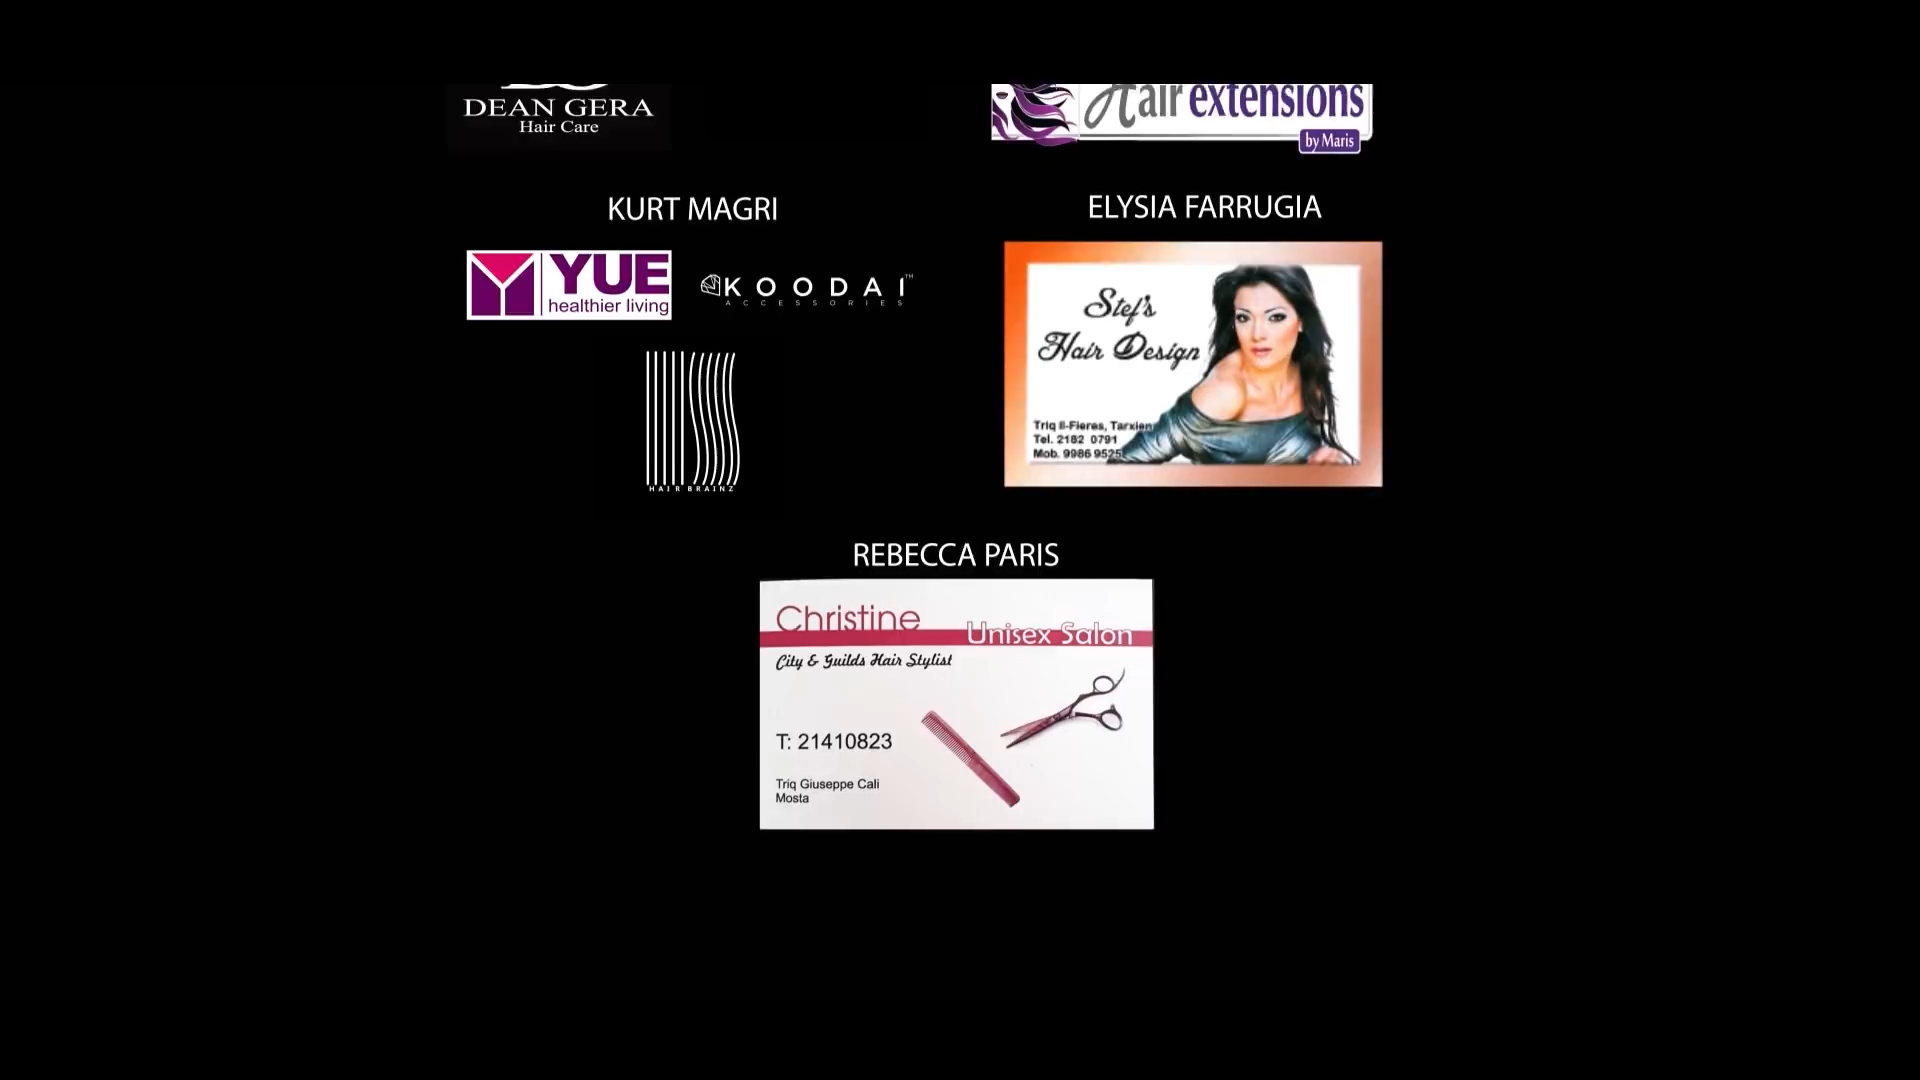 DEAN GERA
Hair Care
Hair extensions
by Maris
KURT MAGRI
YUE
healthier living
KOODAI™
ACCESSORIES
HAIR BRAINZ
ELYSIA FARRUGIA
Stef's
Hair Design
Triq Il-Fieres, Tarxien
Tel. 2182 0791
Mob. 9986 9525
REBECCA PARIS
Christine
Unisex Salon
City & Guilds Hair Stylist
T: 21410823
Triq Giuseppe Cali
Mosta